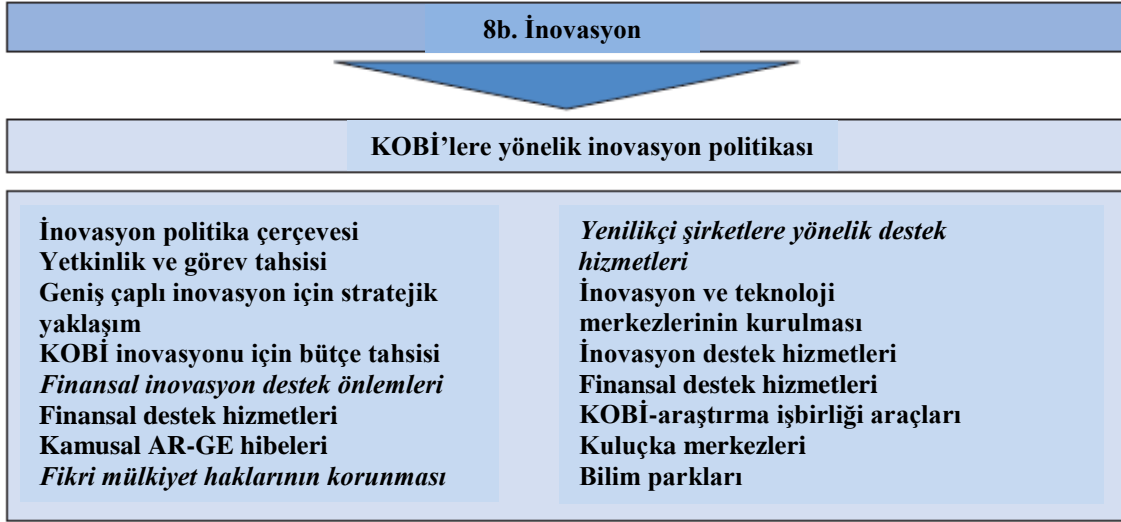 8b. İnovasyon
KOBİ’lere yönelik inovasyon politikası
İnovasyon politika çerçevesi
Yetkinlik ve görev tahsisi
Geniş çaplı inovasyon için stratejik
yaklaşım
KOBİ inovasyonu için bütçe tahsisi
Finansal inovasyon destek önlemleri
Finansal destek hizmetleri
Kamusal AR-GE hibeleri
Fikri mülkiyet haklarının korunması
Yenilikçi şirketlere yönelik destek
hizmetleri
İnovasyon ve teknoloji
merkezlerinin kurulması
İnovasyon destek hizmetleri
Finansal destek hizmetleri
KOBİ-araştırma işbirliği araçları
Kuluçka merkezleri
Bilim parkları